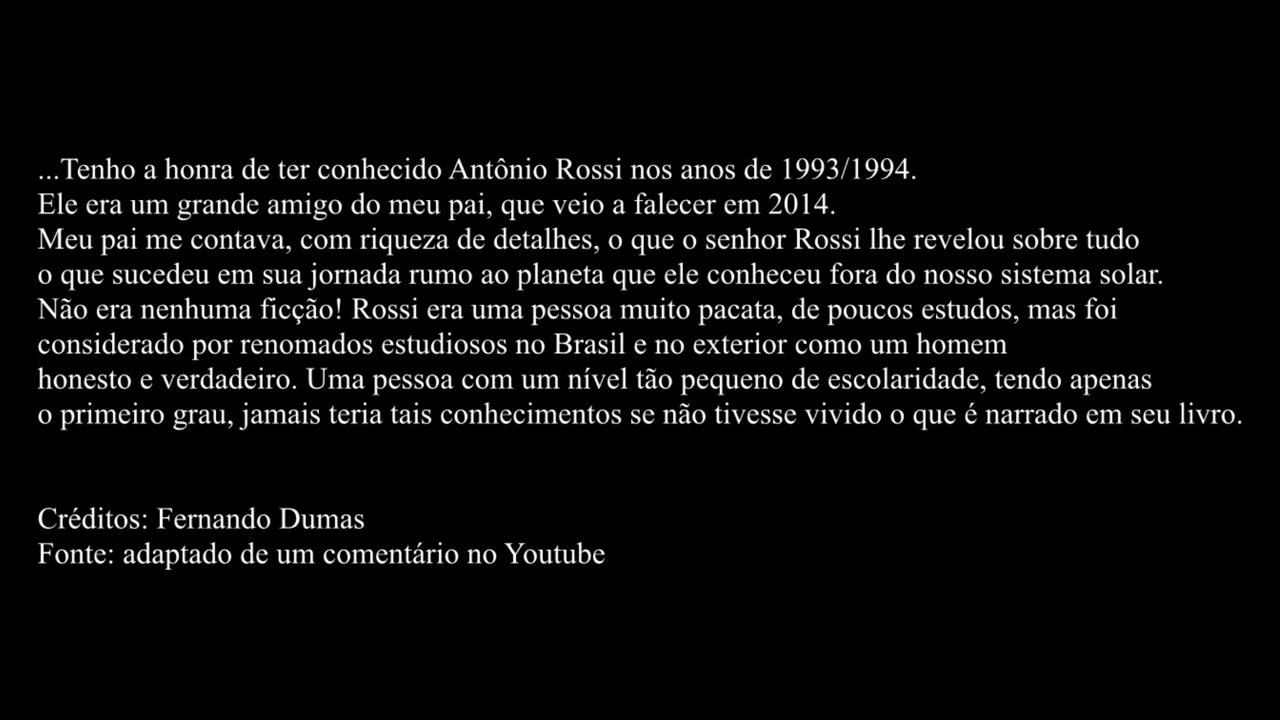 ...Tenho a honra de ter conhecido Antônio Rossi nos anos de 1993/1994.
Ele era um grande amigo do meu pai, que veio a falecer em 2014.
Meu pai me contava, com riqueza de detalhes, o que o senhor Rossi lhe revelou sobre tudo
o que sucedeu em sua jornada rumo ao planeta que ele conheceu fora do nosso sistema solar.
Não era nenhuma ficção! Rossi era uma pessoa muito pacata, de poucos estudos, mas foi
considerado por renomados estudiosos no Brasil e no exterior como um homem
honesto e verdadeiro. Uma pessoa com um nível tão pequeno de escolaridade, tendo apenas
o primeiro grau, jamais teria tais conhecimentos se não tivesse vivido o que é narrado em seu livro.
Créditos: Fernando Dumas
Fonte: adaptado de um comentário no Youtube